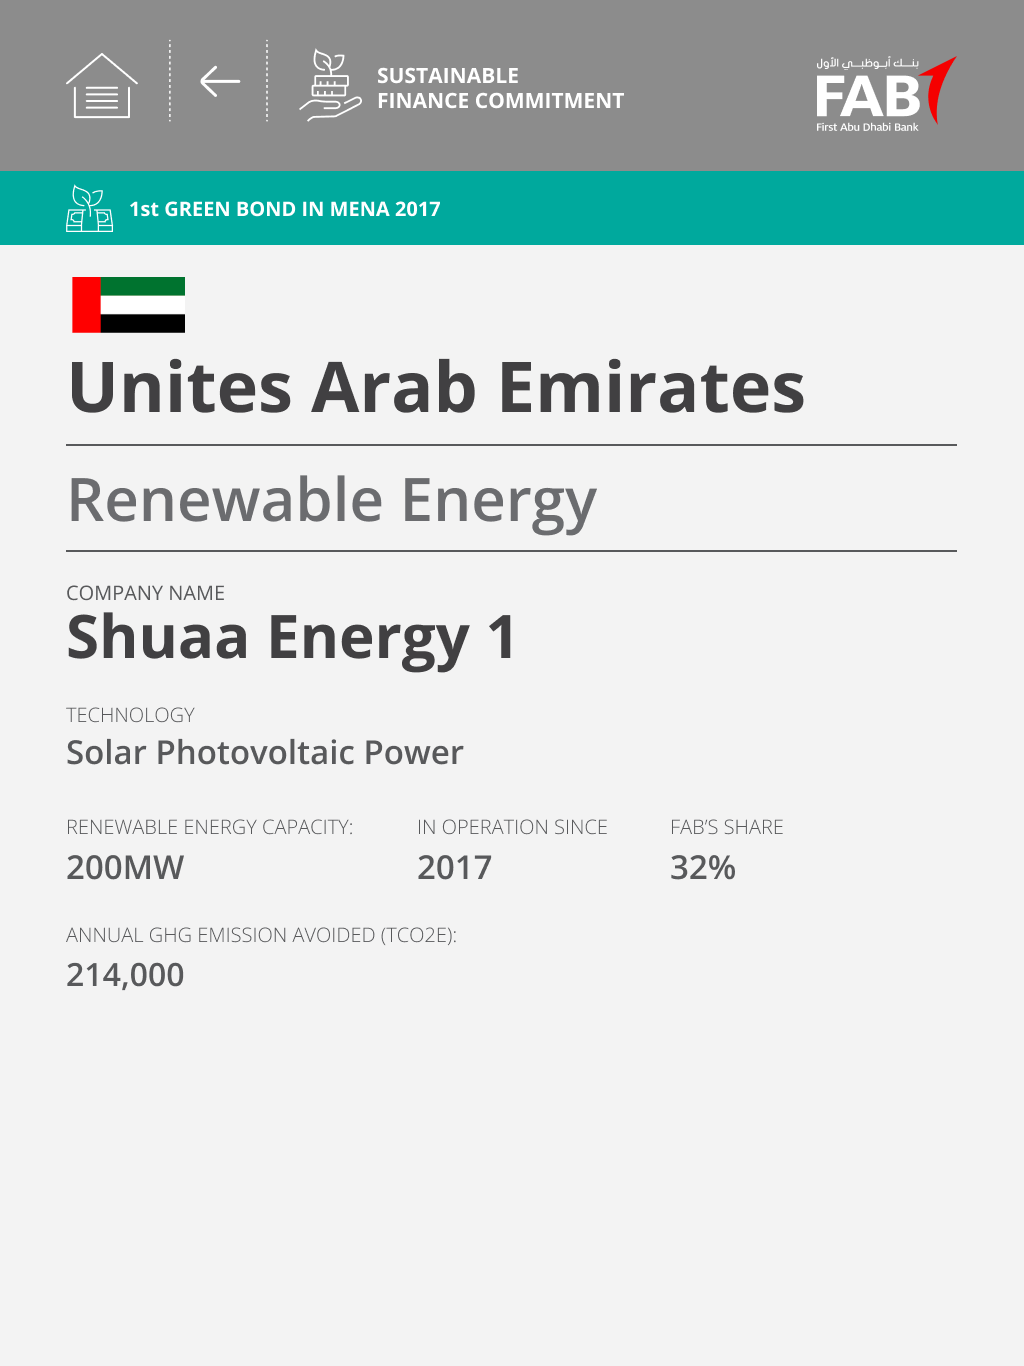 SUSTAINABLE
FINANCE COMMITMENT
بنك أبوظبي الأول
FAB
First Abu Dhabi Bank
1st GREEN BOND IN MENA 2017
Unites Arab Emirates
Renewable Energy
COMPANY NAME
Shuaa Energy 1
TECHNOLOGY
Solar Photovoltaic Power
RENEWABLE ENERGY CAPACITY: IN OPERATION SINCE FAB’S SHARE
200MW 2017 32%
ANNUAL GHG EMISSION AVOIDED (TCO2E):
214,000